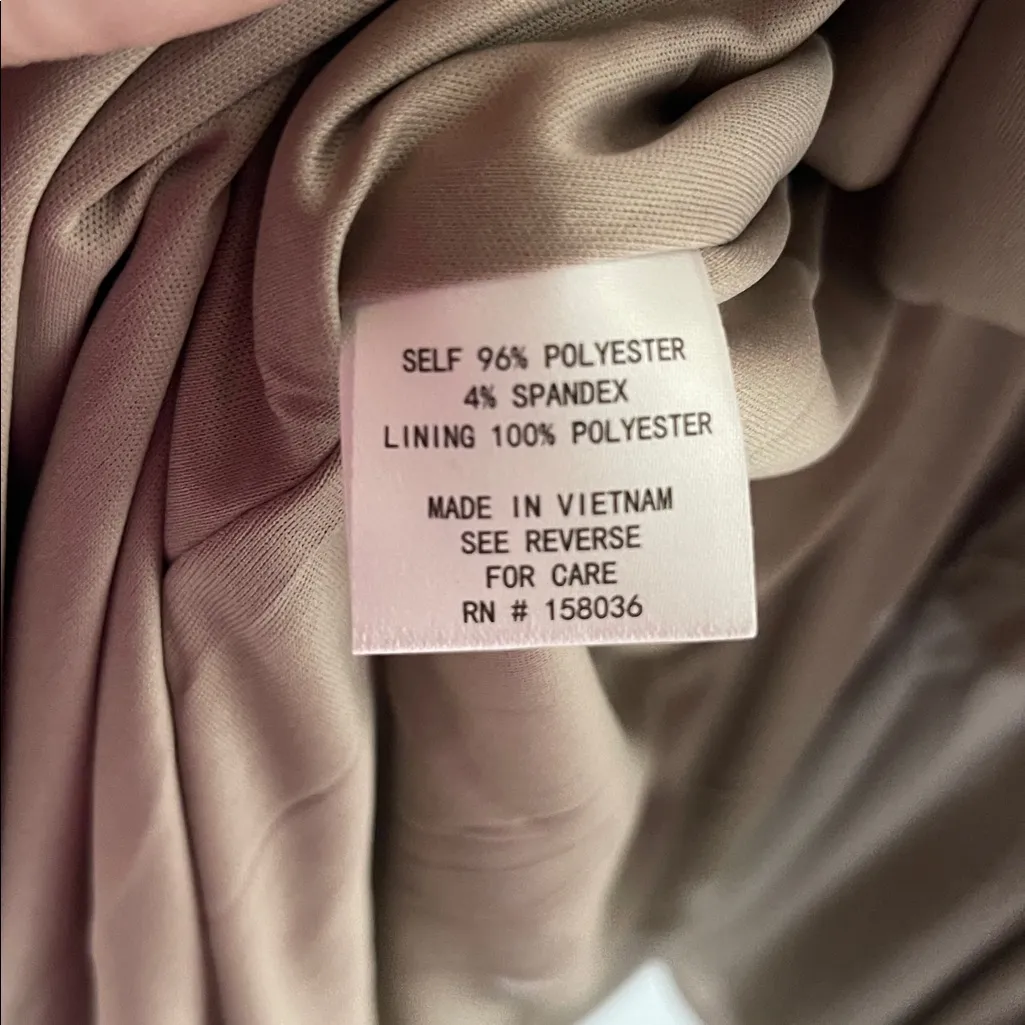 SELF 96% POLYESTER
4% SPANDEX
LINING 100% POLYESTER
MADE IN VIETNAM
SEE REVERSE
FOR CARE
RN # 158036